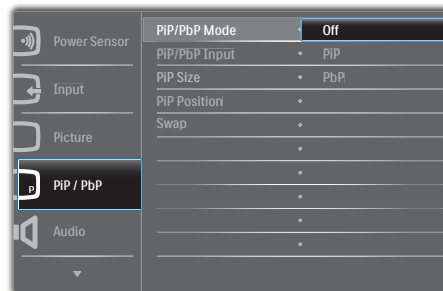 Power Sensor
Input
Picture
P
PiP / PbP
Audio
PiP/PbP Mode
PiP/PbP Input
PiP Size
PiP Position
Swap
Off
PiP
PbP